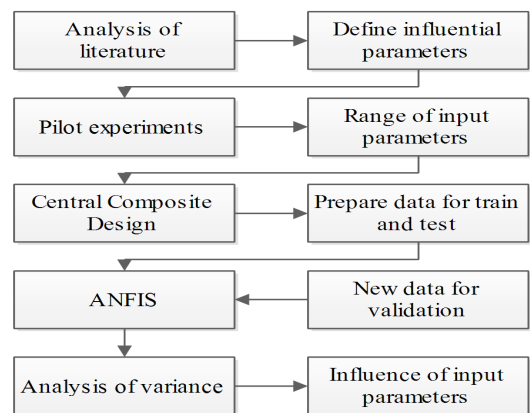 Analysis of
literature
Define influential
parameters
Pilot experiments
Range of input
parameters
Central Composite
Design
Prepare data for train
and test
ANFIS
New data for
validation
Analysis of variance
Influence of input
parameters